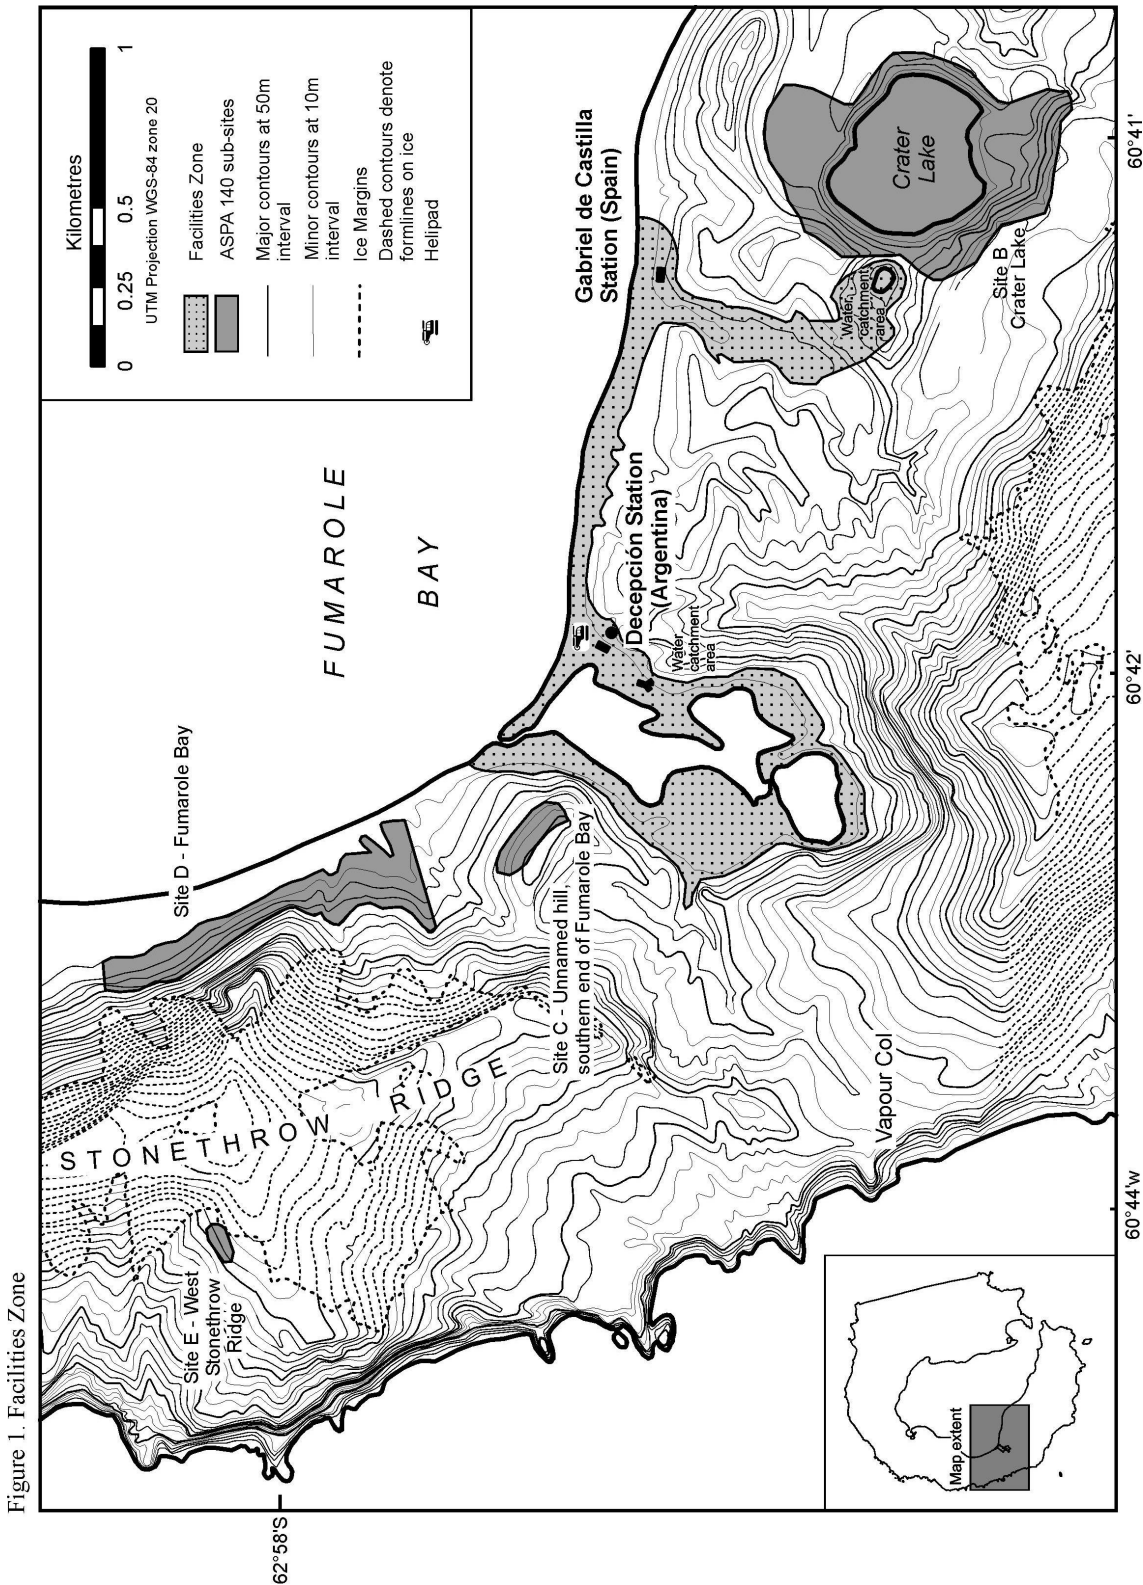 Figure 1. Facilities Zone
Kilometres
0
0.25
0.5
1
UTM Projection WGS-84 zone 20
Facilities Zone
ASPA 140 sub-sites
Major contours at 50m
interval
Minor contours at 10m
interval
Ice Margins
Dashed contours denote
formlines on ice
Helipad
FUMAROLE
BAY
Site D - Fumarole Bay
STONETHROW RIDGE
Site E - West
Stonethrow
Ridge
Site C - Unnamed hill,
southern end of Fumarole Bay
Gabriel de Castilla
Station (Spain)
Decepción Station
(Argentina)
Water
catchment
area
Water
catchment
area
Crater
Lake
Site B
Crater Lake
Vapour Col
Map extent
62°58'S
60°44'W
60°42'
60°41'